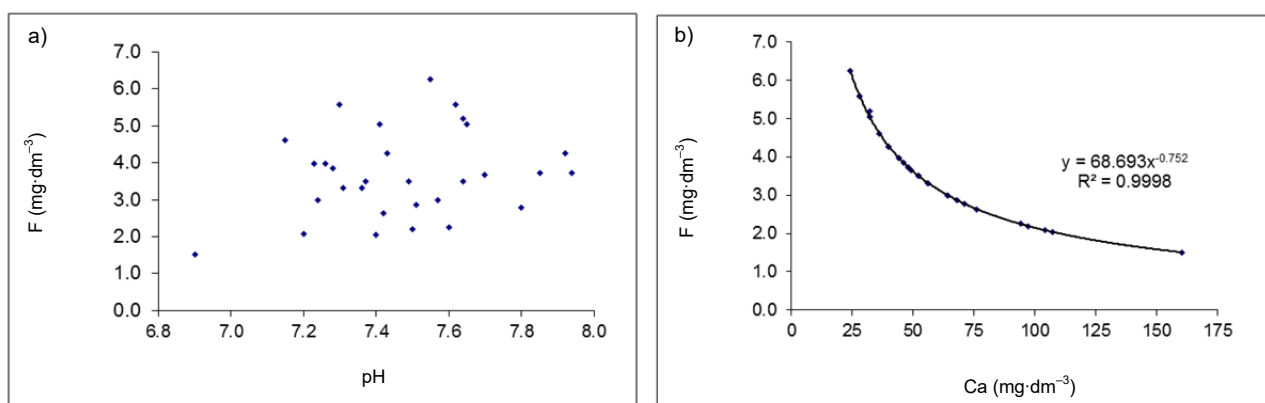 a)
7.0
6.0
5.0
4.0
3.0
2.0
1.0
0.0
F (mg·dm⁻³)
6.8 7.0 7.2 7.4 7.6 7.8 8.0
pH
b)
7.0
6.0
5.0
4.0
3.0
2.0
1.0
0.0
F (mg·dm⁻³)
y = 68.693x⁻⁰·⁷⁵²
R² = 0.9998
0 25 50 75 100 125 150 175
Ca (mg·dm⁻³)